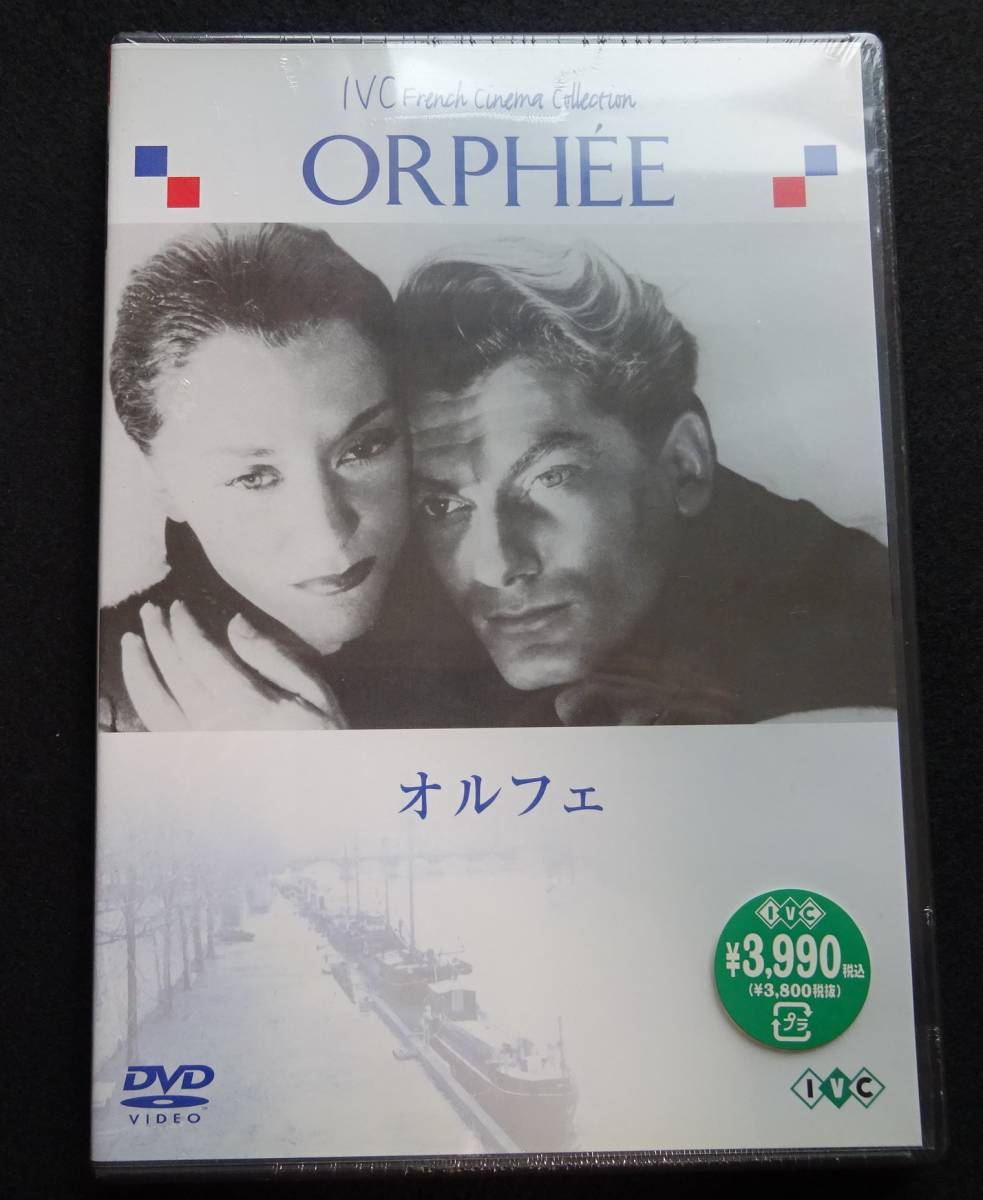 IVC French Cinema Collection
ORPHÉE
オルフェ
IVC
¥3,990税込
(¥3,800税抜)
プラ
DVD
VIDEO
IVC